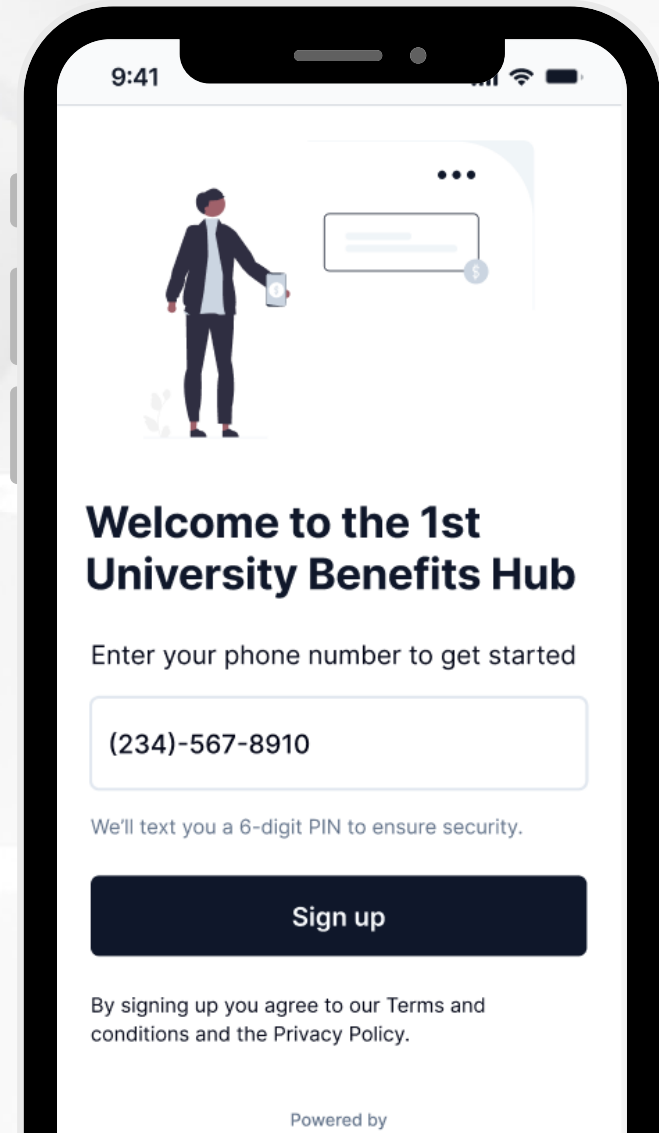 9:41
$
Welcome to the 1st
University Benefits Hub
Enter your phone number to get started
(234)-567-8910
We'll text you a 6-digit PIN to ensure security.
Sign up
By signing up you agree to our Terms and
conditions and the Privacy Policy.
Powered by